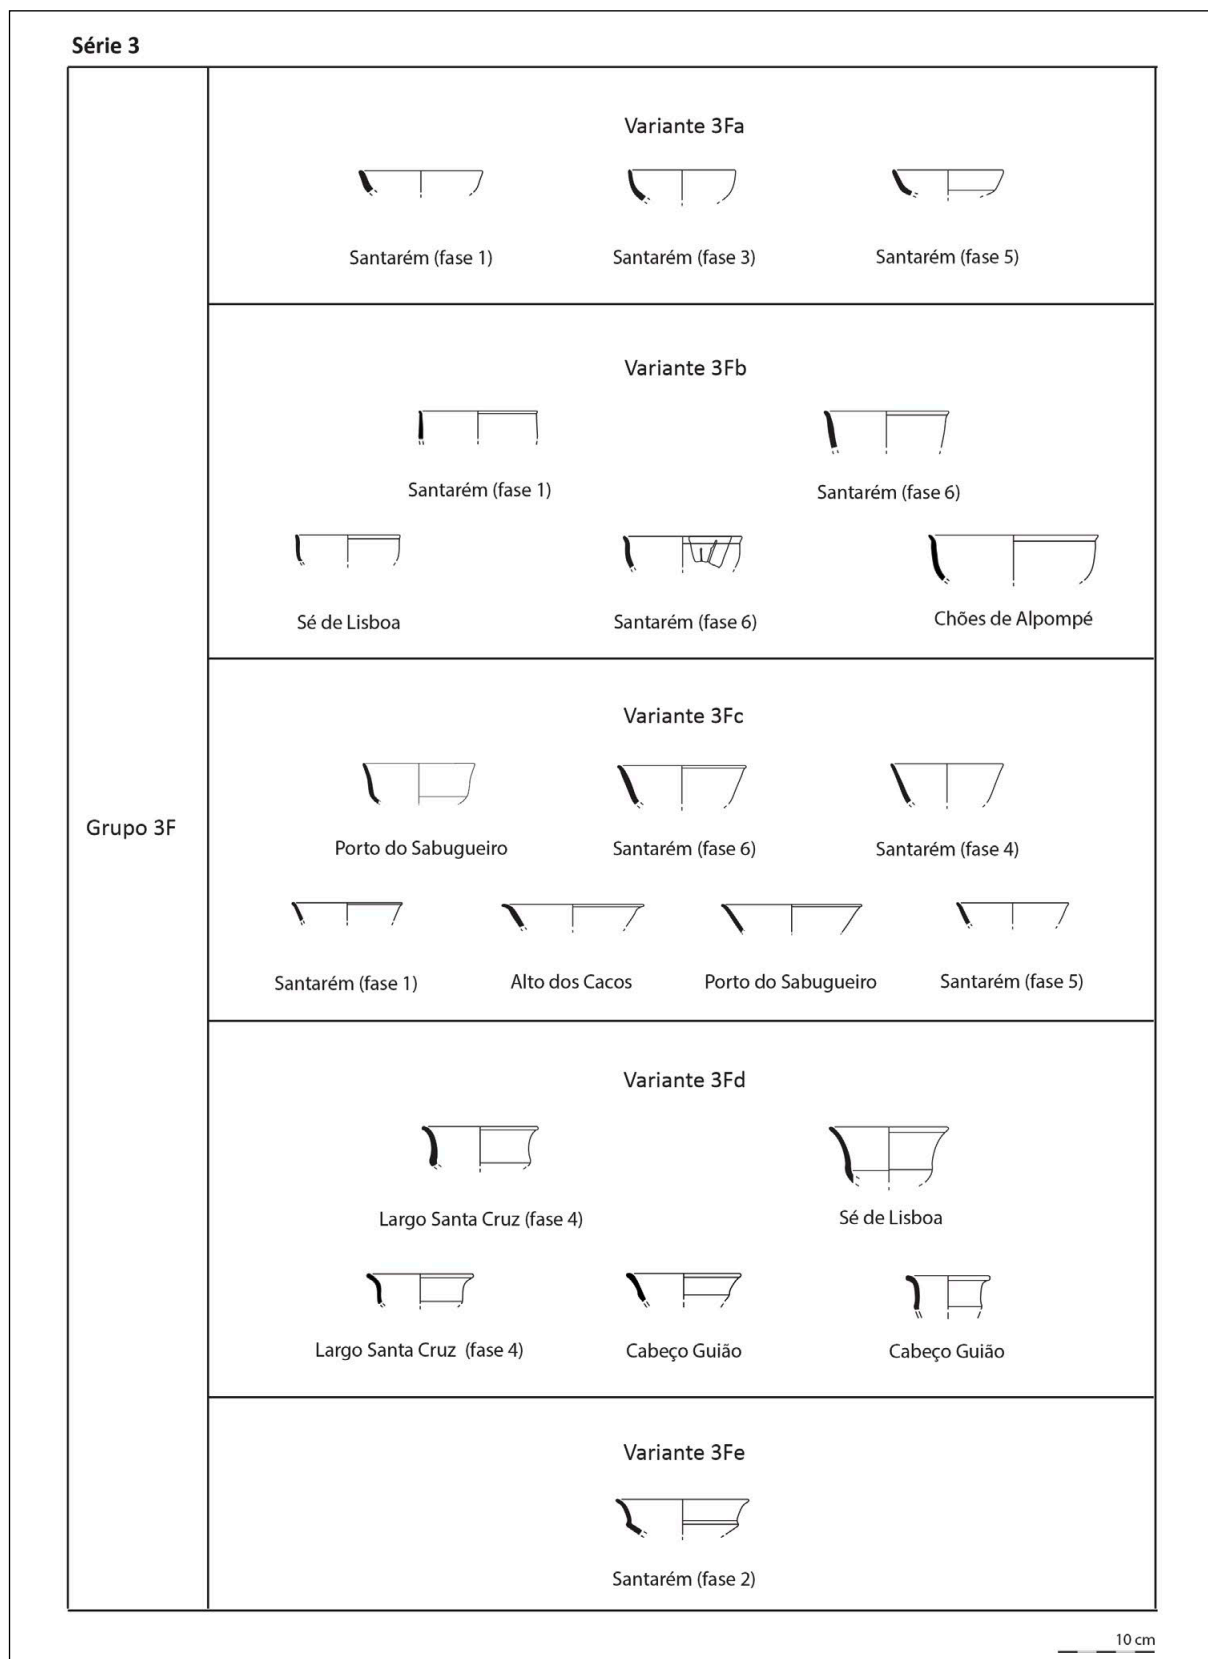 Série 3
Grupo 3F
Variante 3Fa
Santarém (fase 1)
Santarém (fase 3)
Santarém (fase 5)
Variante 3Fb
Santarém (fase 1)
Santarém (fase 6)
Sé de Lisboa
Santarém (fase 6)
Chões de Alpompé
Variante 3Fc
Porto do Sabugueiro
Santarém (fase 6)
Santarém (fase 4)
Santarém (fase 1)
Alto dos Cacos
Porto do Sabugueiro
Santarém (fase 5)
Variante 3Fd
Largo Santa Cruz (fase 4)
Sé de Lisboa
Largo Santa Cruz  (fase 4)
Cabeço Guião
Cabeço Guião
Variante 3Fe
Santarém (fase 2)
10 cm